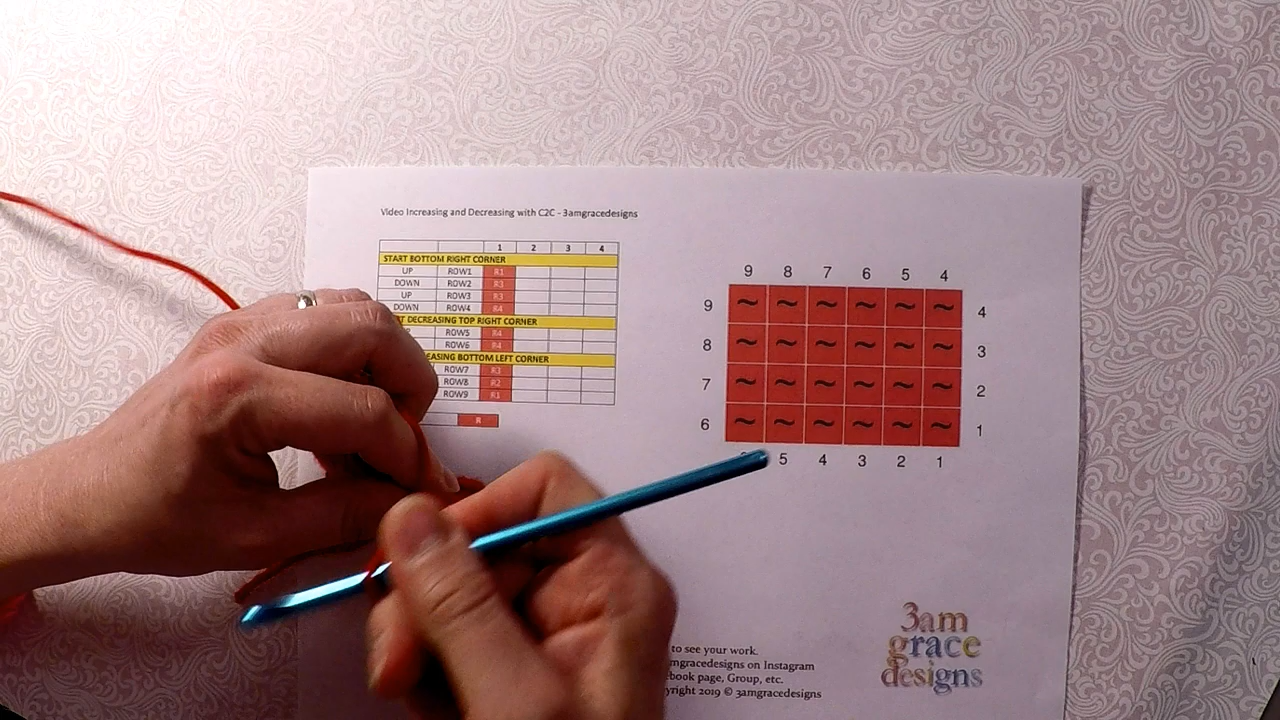 Video Increasing and Decreasing with C2C - 3amgracedesigns
1 2 3 4
START BOTTOM RIGHT CORNER
UP ROW1 R1
DOWN ROW2 R3
UP ROW3 R3
DOWN ROW4 R4
DECREASING TOP RIGHT CORNER
ROW5 R4
ROW6 R4
EASING BOTTOM LEFT CORNER
ROW7 R3
ROW8 R2
ROW9 R1
R
9 8 7 6 5 4
9 ~ ~ ~ ~ ~ ~ 4
8 ~ ~ ~ ~ ~ ~ 3
7 ~ ~ ~ ~ ~ ~ 2
6 ~ ~ ~ ~ ~ ~ 1
5 4 3 2 1
to see your work.
mgracedesigns on Instagram
ebook page, Group, etc.
yright 2019 © 3amgracedesigns
3am
grace
designs